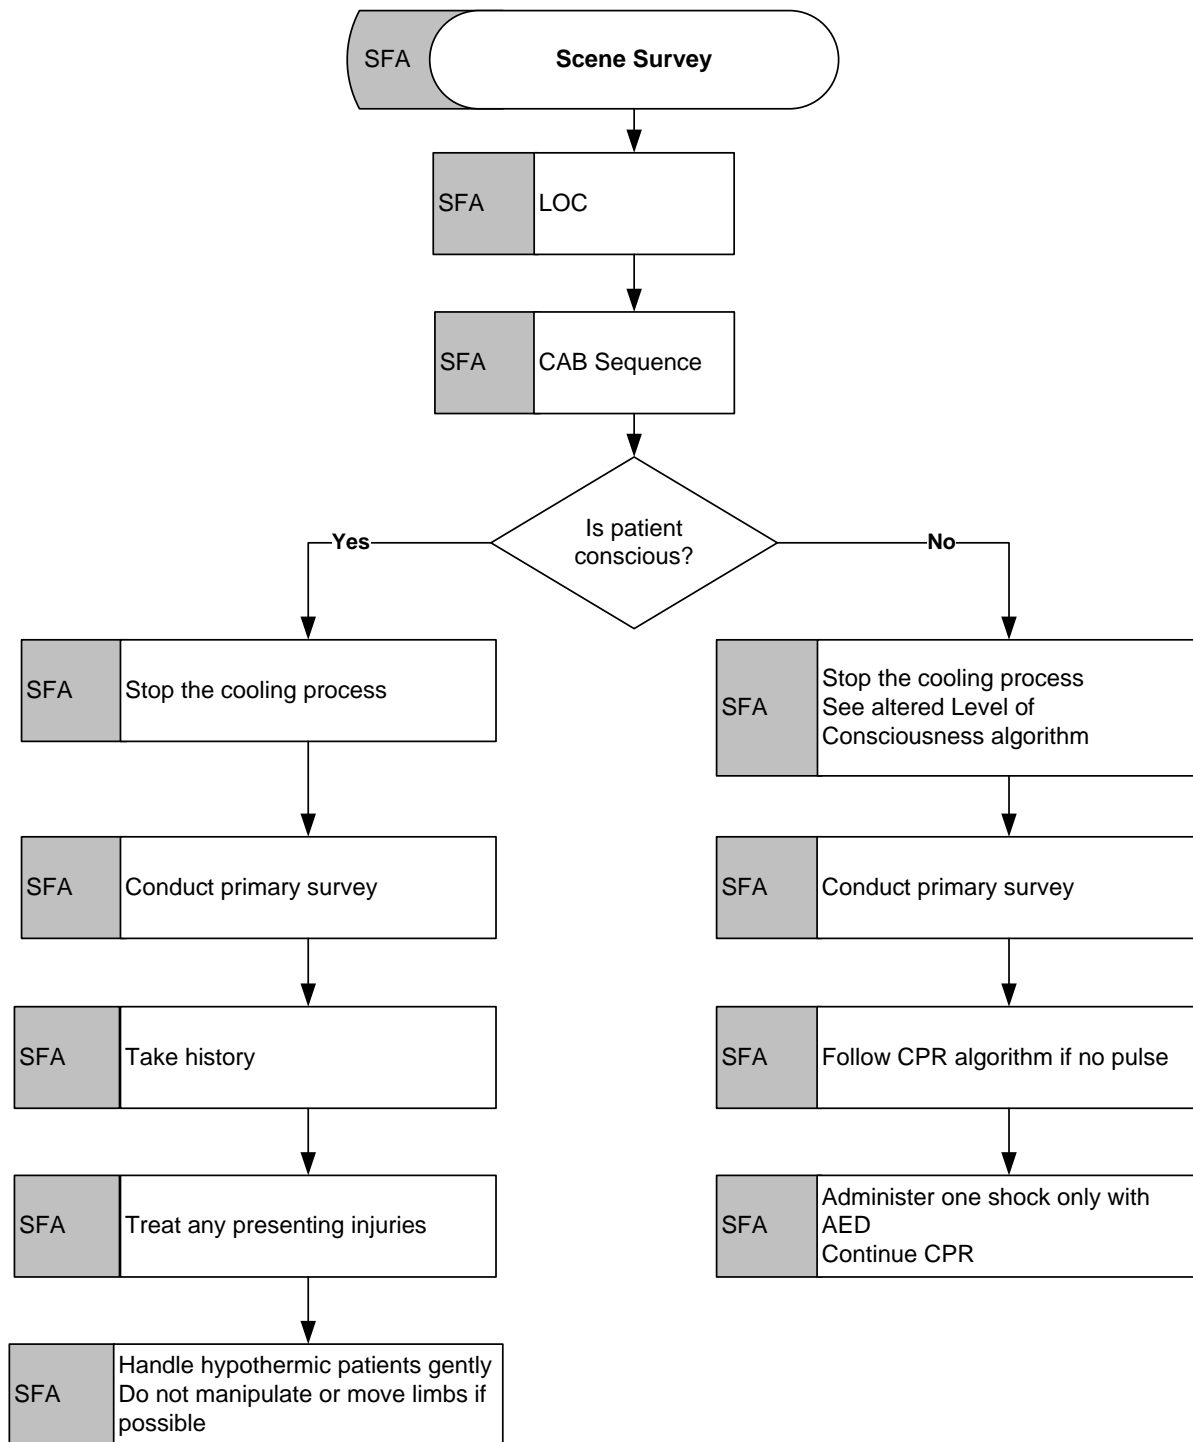 SFA
Scene Survey
SFA
LOC
SFA
CAB Sequence
Is patient
conscious?
Yes
No
SFA
Stop the cooling process
SFA
Conduct primary survey
SFA
Take history
SFA
Treat any presenting injuries
SFA
Handle hypothermic patients gently
Do not manipulate or move limbs if
possible
SFA
Stop the cooling process
See altered Level of
Consciousness algorithm
SFA
Conduct primary survey
SFA
Follow CPR algorithm if no pulse
SFA
Administer one shock only with
AED
Continue CPR